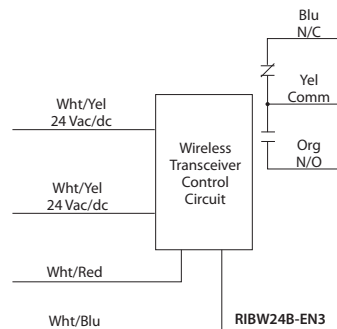 Blu
N/C
Yel
Comm
Org
N/O
Wht/Yel
24 Vac/dc
Wireless
Transceiver
Control
Circuit
Wht/Yel
24 Vac/dc
Wht/Red
Wht/Blu
RIBW24B-EN3